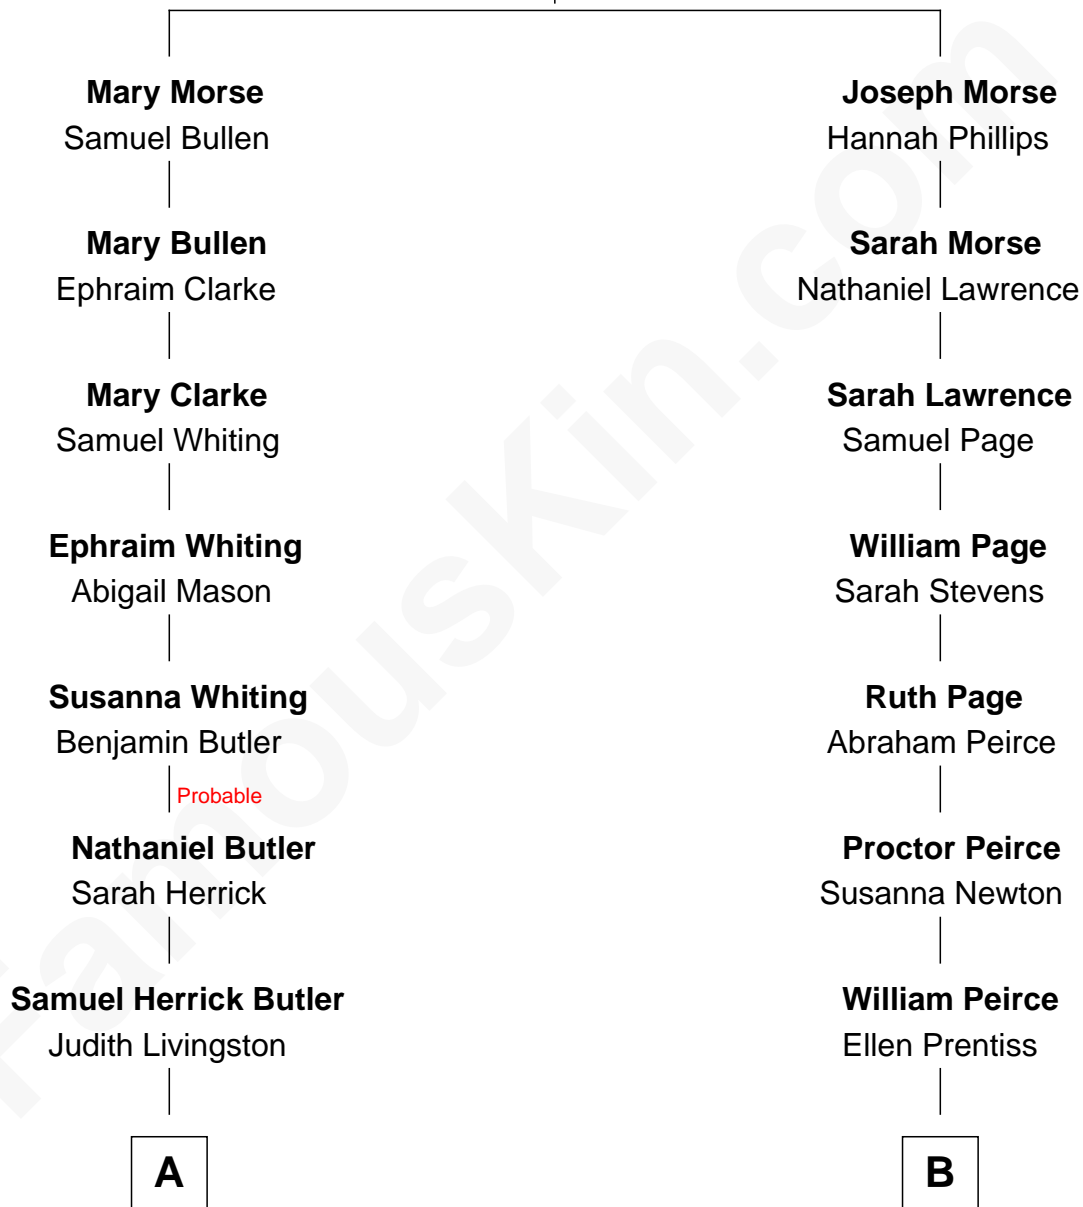 Mary Morse
Samuel Bullen
Joseph Morse
Hannah Phillips
Mary Bullen
Ephraim Clarke
Sarah Morse
Nathaniel Lawrence
Mary Clarke
Samuel Whiting
Sarah Lawrence
Samuel Page
Ephraim Whiting
Abigail Mason
William Page
Sarah Stevens
Susanna Whiting
Benjamin Butler
Ruth Page
Abraham Peirce
Probable
Nathaniel Butler
Sarah Herrick
Proctor Peirce
Susanna Newton
Samuel Herrick Butler
Judith Livingston
William Peirce
Ellen Prentiss
A
B
FamousKin.com